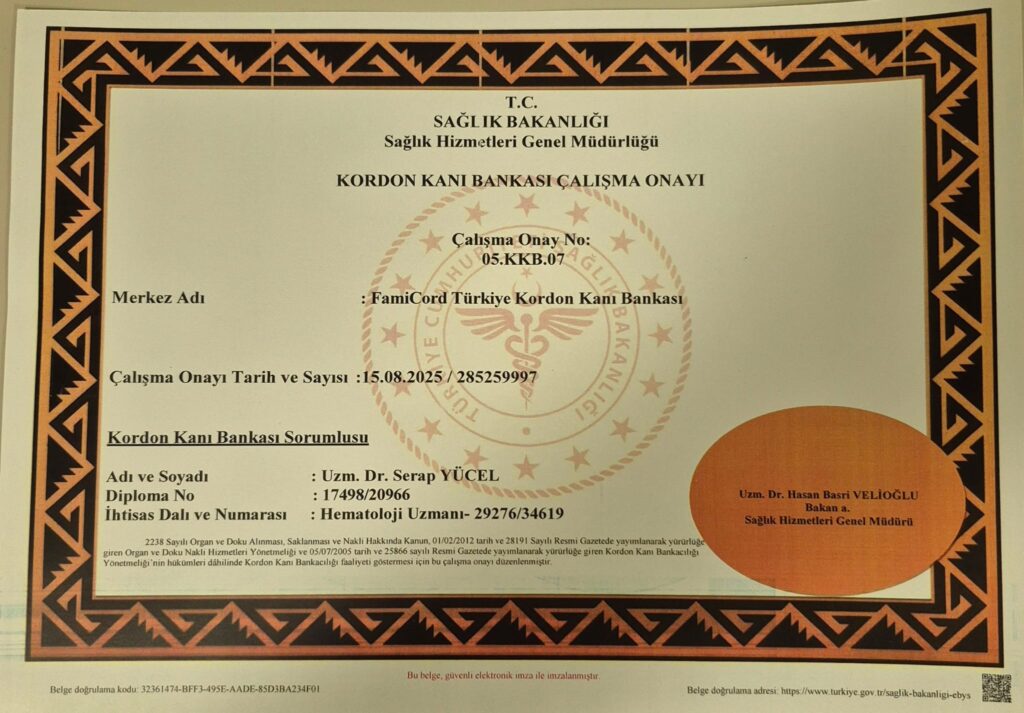 T.C.
SAĞLIK BAKANLIĞI
Sağlık Hizmetleri Genel Müdürlüğü
KORDON KANI BANKASI ÇALIŞMA ONAYI
Çalışma Onay No:
05.KKB.07
Merkez Adı : FamiCord Türkiye Kordon Kanı Bankası
Çalışma Onayı Tarih ve Sayısı :15.08.2025 / 285259997
TÜRKİYE CUMHURİYETİ SAĞLIK BAKANLIĞI
Kordon Kanı Bankası Sorumlusu
Adı ve Soyadı : Uzm. Dr. Serap YÜCEL
Diploma No : 17498/20966
İhtisas Dalı ve Numarası : Hematoloji Uzmanı- 29276/34619
Uzm. Dr. Hasan Basri VELİOĞLU
Bakan a.
Sağlık Hizmetleri Genel Müdürü
2238 Sayılı Organ ve Doku Alınması, Saklanması ve Nakli Hakkında Kanun, 01/02/2012 tarih ve 28191 Sayılı Resmi Gazetede yayımlanarak yürürlüğe
giren Organ ve Doku Nakli Hizmetleri Yönetmeliği ve 05/07/2005 tarih ve 25866 sayılı Resmi Gazetede yayımlanarak yürürlüğe giren Kordon Kanı Bankacılığı
Yönetmeliği'nin hükümleri dâhilinde Kordon Kanı Bankacılığı faaliyeti göstermesi için bu çalışma onayı düzenlenmiştir.
Bu belge, güvenli elektronik imza ile imzalanmıştır.
Belge doğrulama kodu: 32361474-BFF3-495E-AADE-85D3BA234F01
Belge doğrulama adresi: https://www.turkiye.gov.tr/saglik-bakanligi-ebys